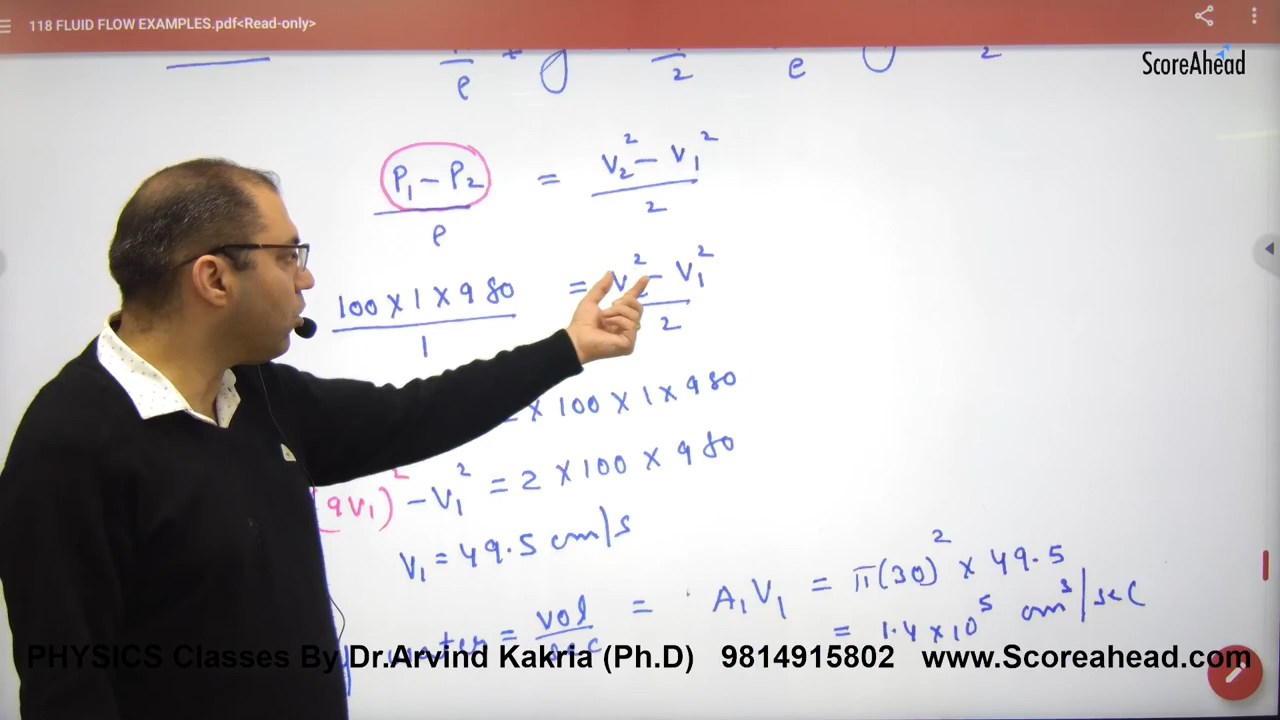 118 FLUID FLOW EXAMPLES.pdf<Read-only>
ScoreAhead
P₁ - P₂ / ρ = V₂² - V₁² / 2
100 X 1 X 980 / 1 = V₂² - V₁² / 2
X 100 X 1 X 980
(9V₁)² - V₁² = 2 X 100 X 980
V₁ = 49.5 cm/s
= vol/sec = A₁V₁ = π(30)² X 49.5
= 1.4 X 10⁵ cm³/sec
PHYSICS Classes By Dr.Arvind Kakria (Ph.D) 9814915802 www.Scoreahead.com